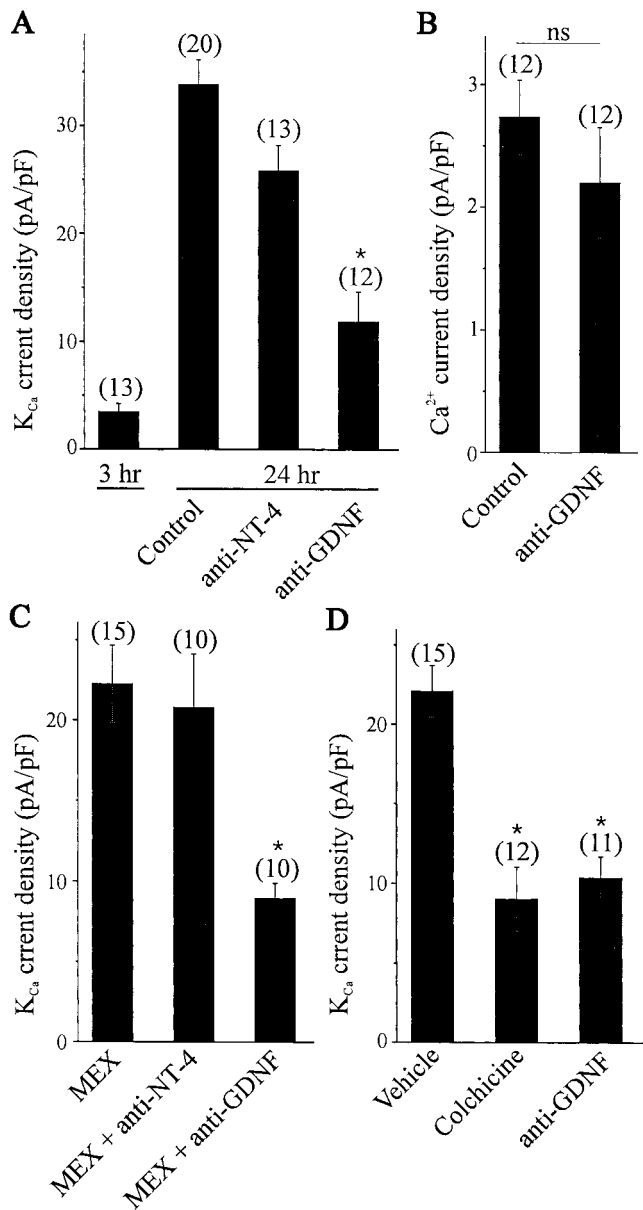 A
K_Ca crrent density (pA/pF)
30
20
10
0
(13)
(20)
(13)
*
(12)
3 hr
24 hr
Control
anti-NT-4
anti-GDNF
B
Ca²⁺ current density (pA/pF)
3
2
1
0
ns
(12)
(12)
Control
anti-GDNF
C
K_Ca crrent density (pA/pF)
20
10
0
(15)
(10)
*
(10)
MEX
MEX + anti-NT-4
MEX + anti-GDNF
D
K_Ca crrent density (pA/pF)
20
10
0
(15)
*
(12)
*
(11)
Vehicle
Colchicine
anti-GDNF